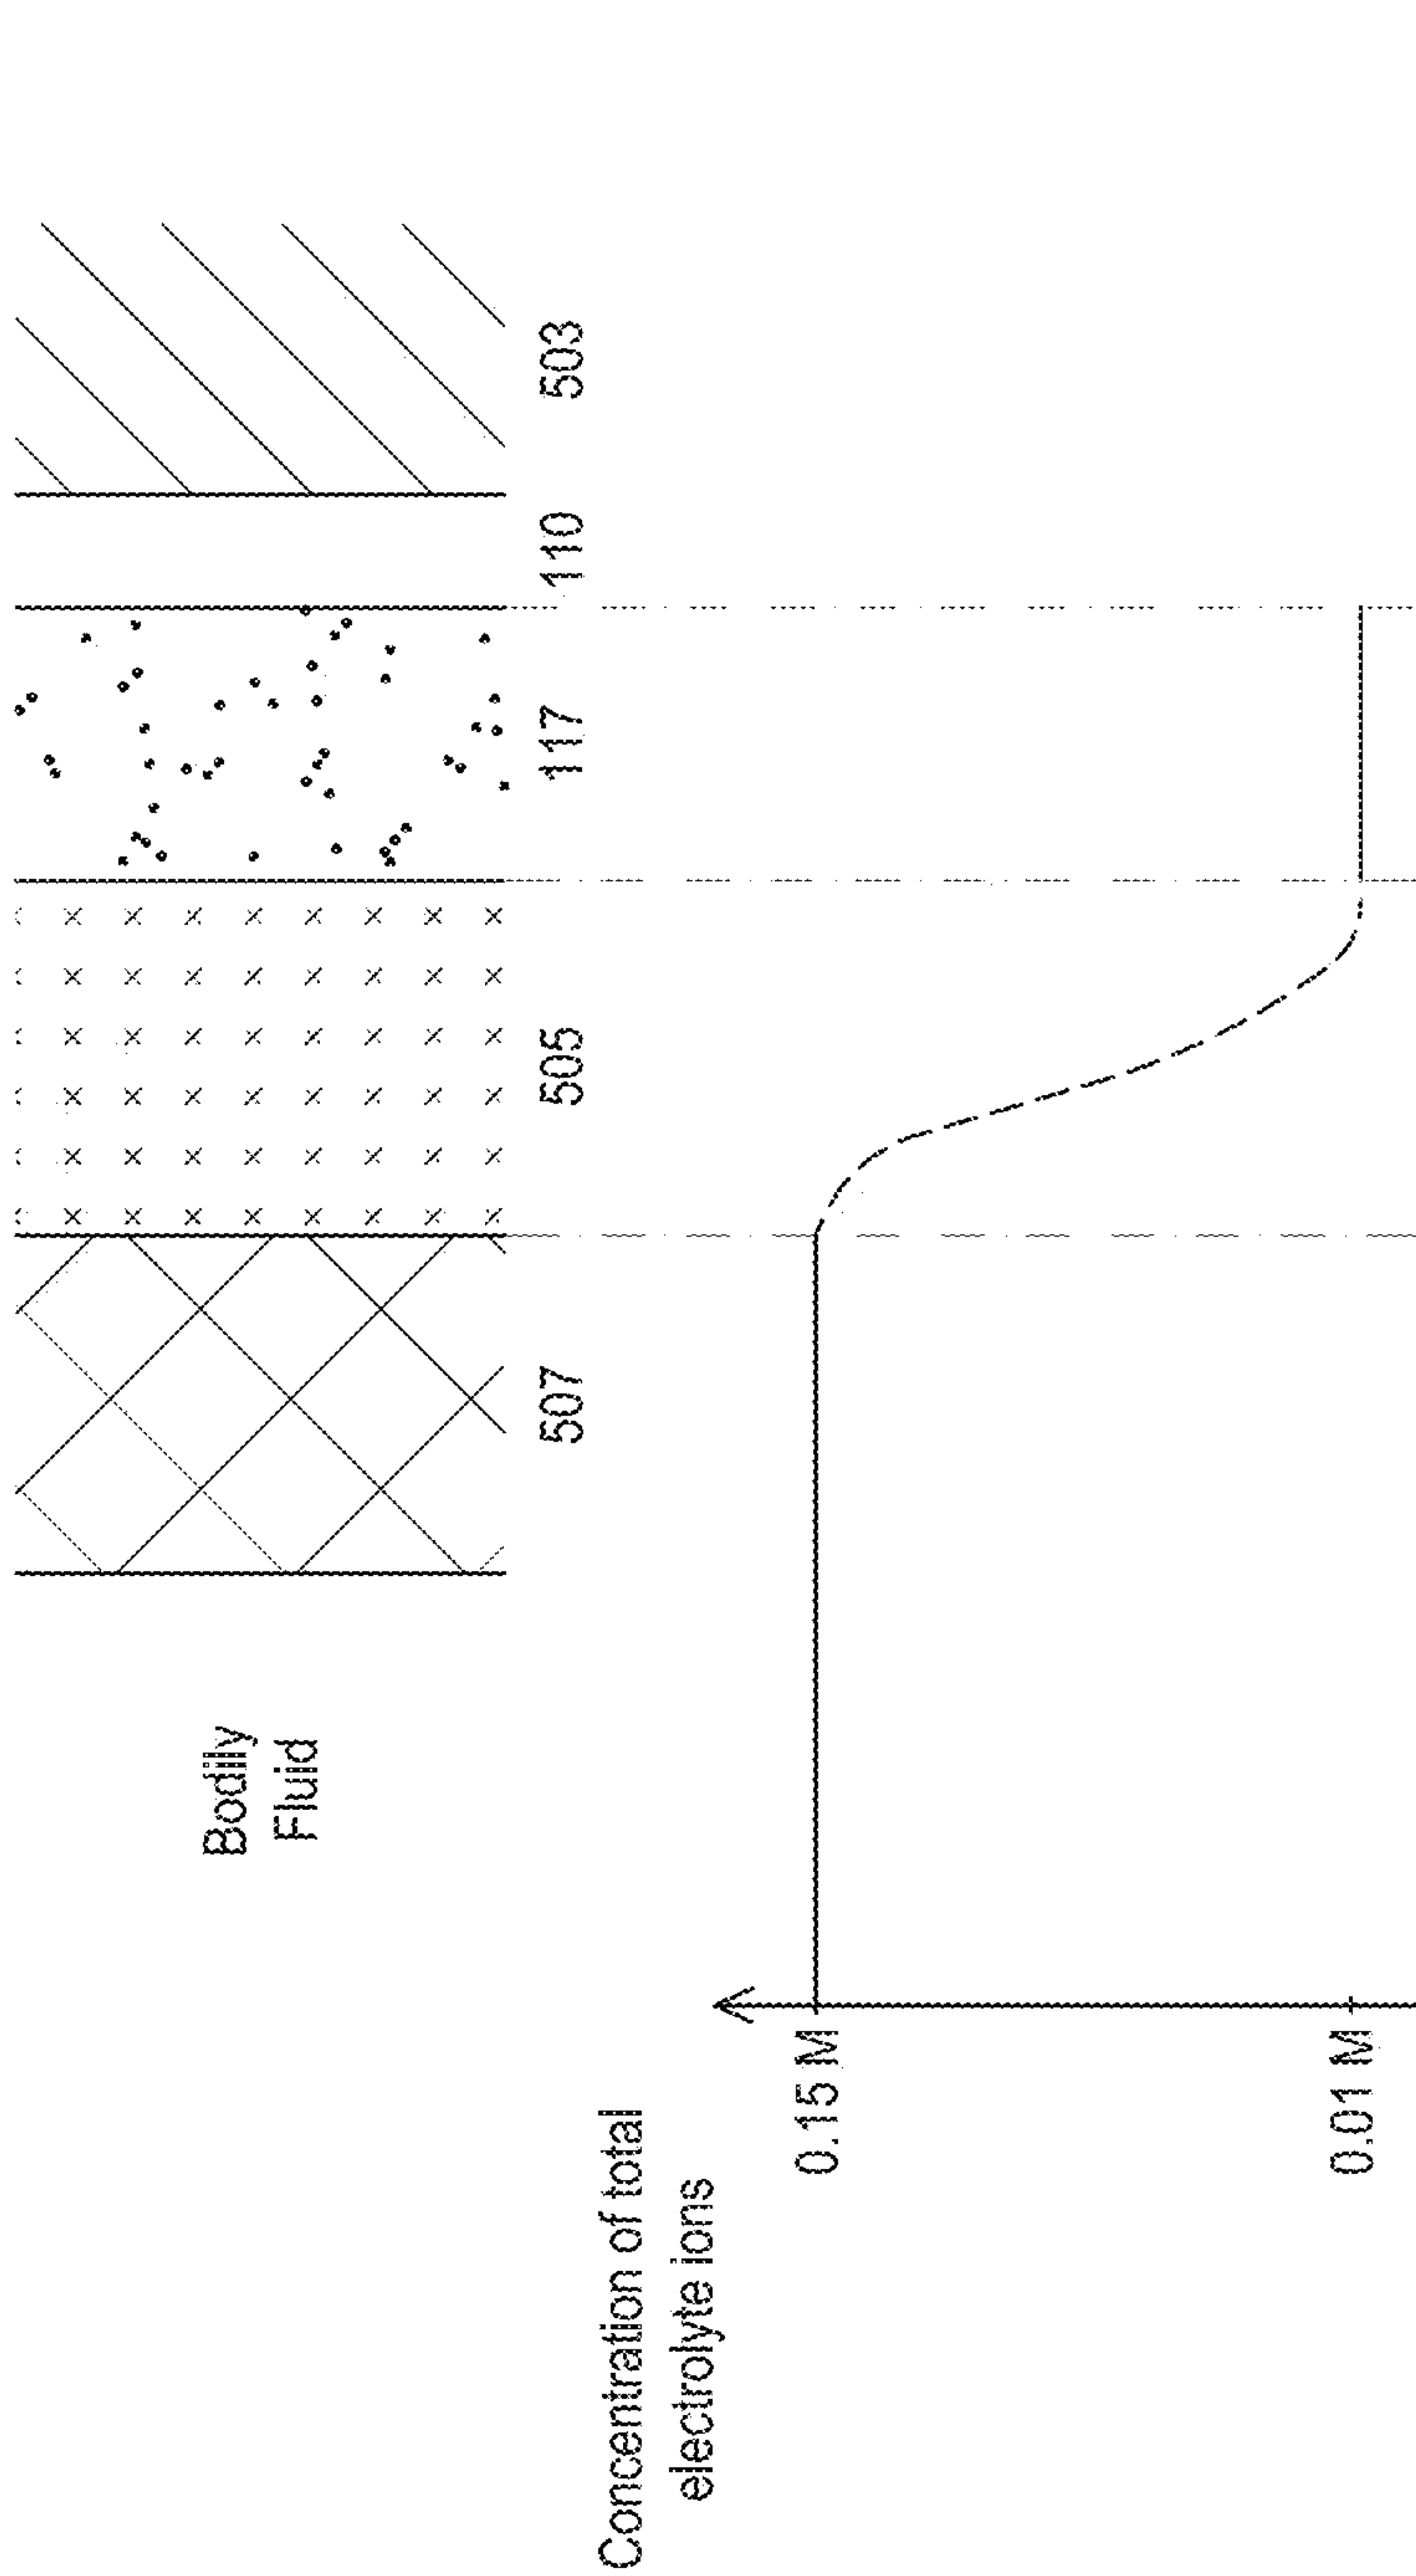 Bodily
Fluid
507
505
117
110
503
Concentration of total
electrolyte ions
0.15 M
0.01 M